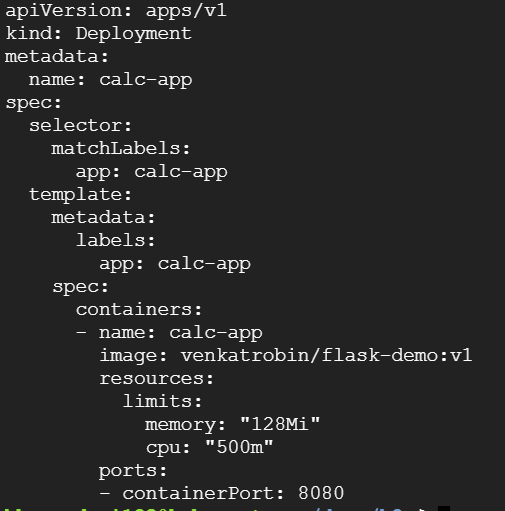 apiVersion: apps/v1
kind: Deployment
metadata:
  name: calc-app
spec:
  selector:
    matchLabels:
      app: calc-app
  template:
    metadata:
      labels:
        app: calc-app
    spec:
      containers:
      - name: calc-app
        image: venkatrobin/flask-demo:v1
        resources:
          limits:
            memory: "128Mi"
            cpu: "500m"
        ports:
        - containerPort: 8080